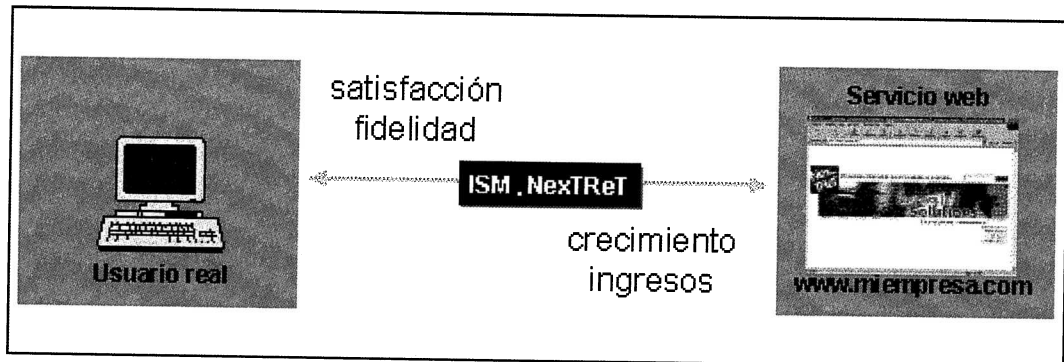 satisfacción
fidelidad
Usuario real
ISM.NexTReT
crecimiento
ingresos
Servicio web
www.miempresa.com